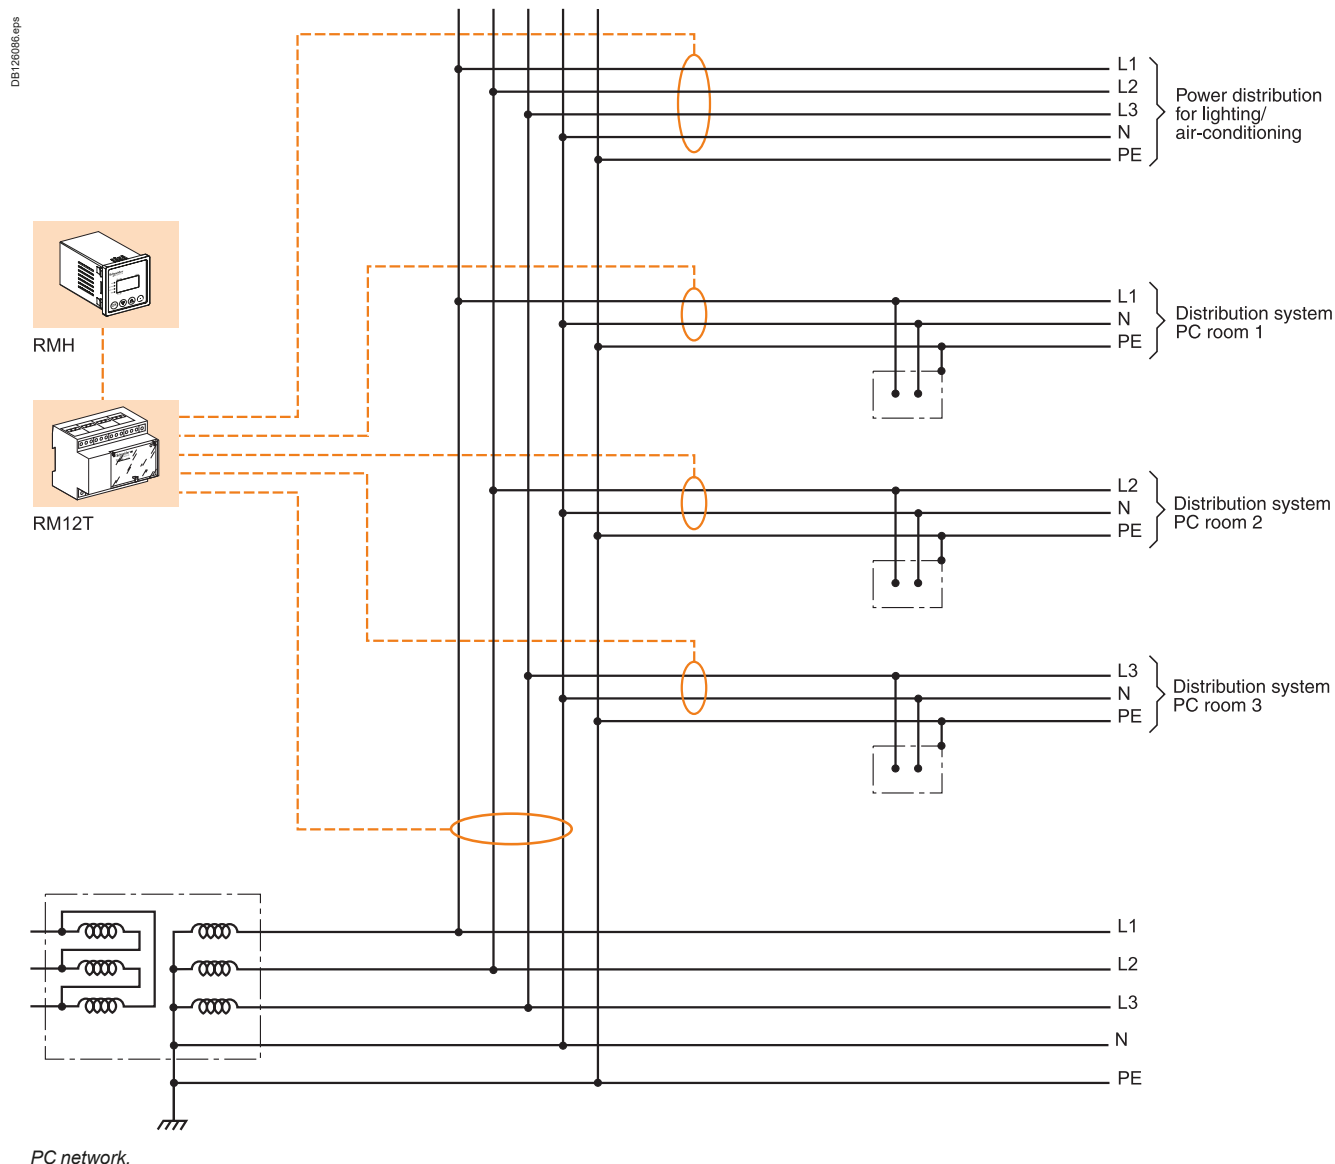 DB126086.eps
L1
L2
L3
N
PE
Power distribution
for lighting/
air-conditioning
RMH
L1
N
PE
Distribution system
PC room 1
RM12T
L2
N
PE
Distribution system
PC room 2
L3
N
PE
Distribution system
PC room 3
L1
L2
L3
N
PE
PC network.